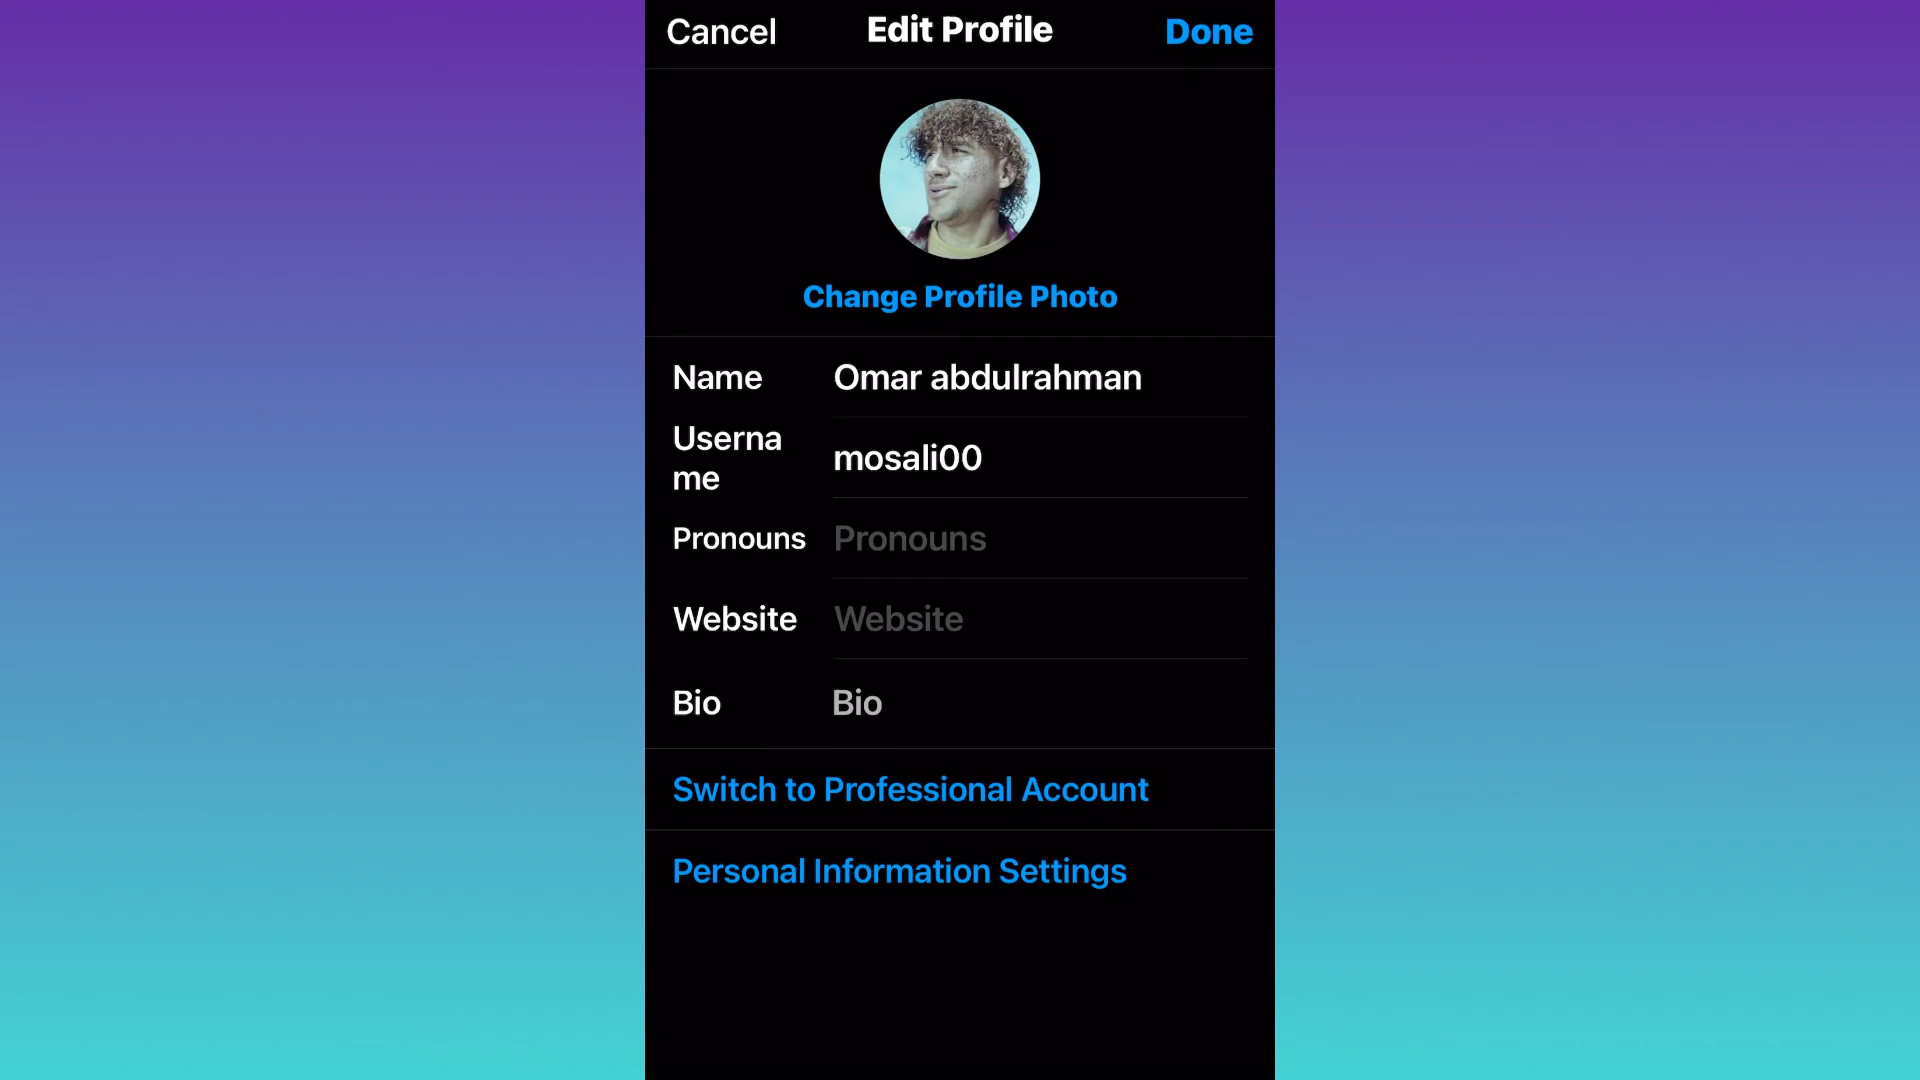 Cancel Edit Profile Done
Change Profile Photo
Name Omar abdulrahman
Userna
me mosali00
Pronouns Pronouns
Website Website
Bio Bio
Switch to Professional Account
Personal Information Settings